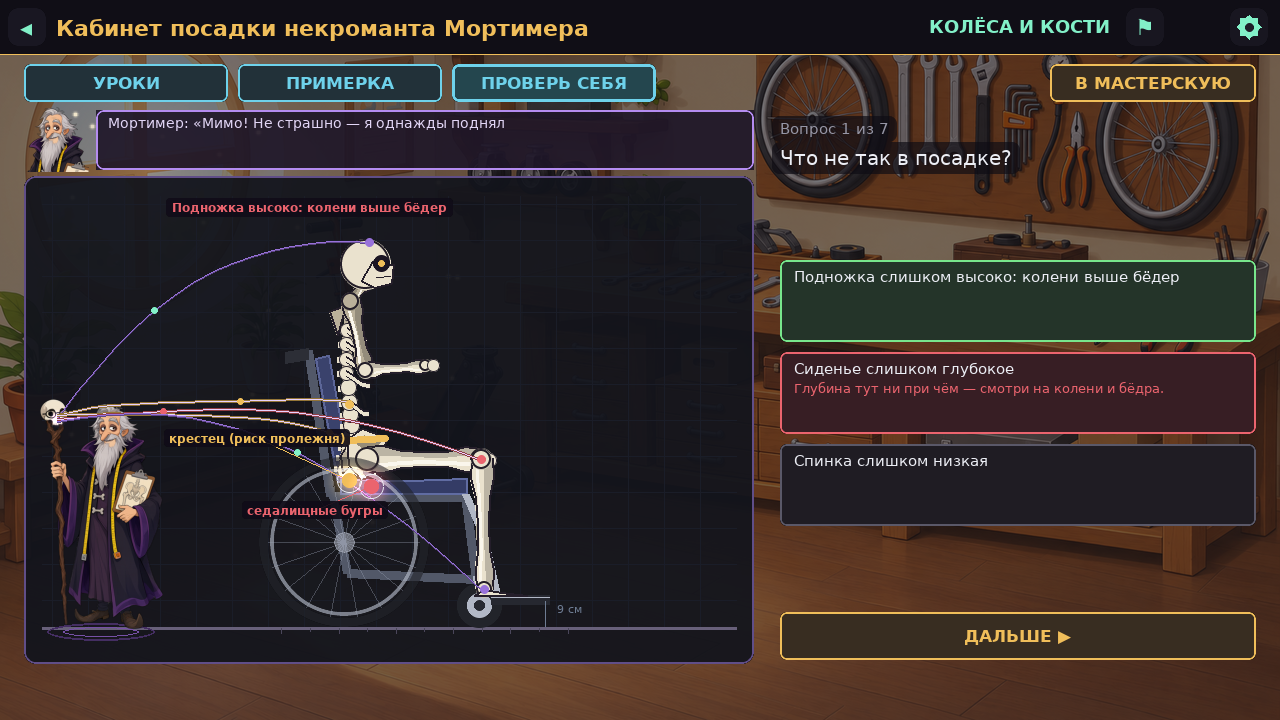 ◀ Кабинет посадки некроманта Мортимера
КОЛЁСА И КОСТИ
УРОКИ
ПРИМЕРКА
ПРОВЕРЬ СЕБЯ
В МАСТЕРСКУЮ
Мортимер: «Мимо! Не страшно — я однажды поднял
Вопрос 1 из 7
Что не так в посадке?
Подножка высоко: колени выше бёдер
крестец (риск пролежня)
седалищные бугры
9 см
Подножка слишком высоко: колени выше бёдер
Сиденье слишком глубокое
Глубина тут ни при чём — смотри на колени и бёдра.
Спинка слишком низкая
ДАЛЬШЕ ▶